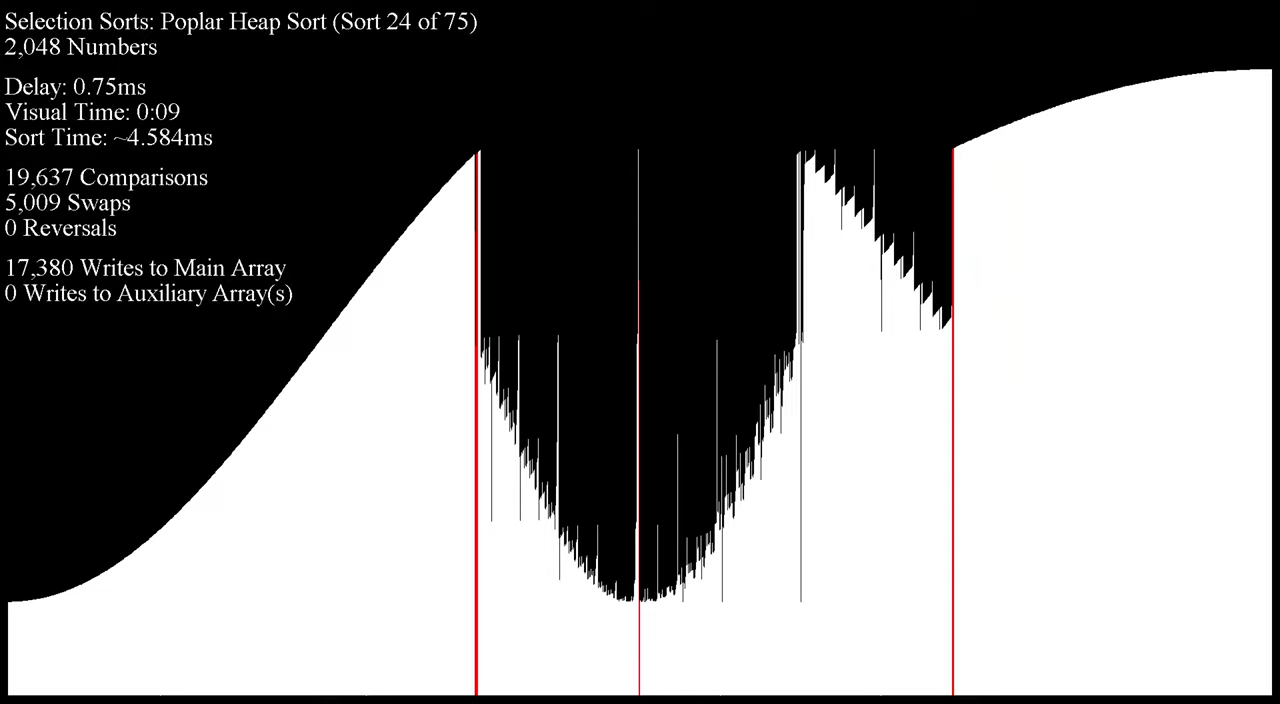 Selection Sorts: Poplar Heap Sort (Sort 24 of 75)
2,048 Numbers
Delay: 0.75ms
Visual Time: 0:09
Sort Time: ~4.584ms
19,637 Comparisons
5,009 Swaps
0 Reversals
17,380 Writes to Main Array
0 Writes to Auxiliary Array(s)